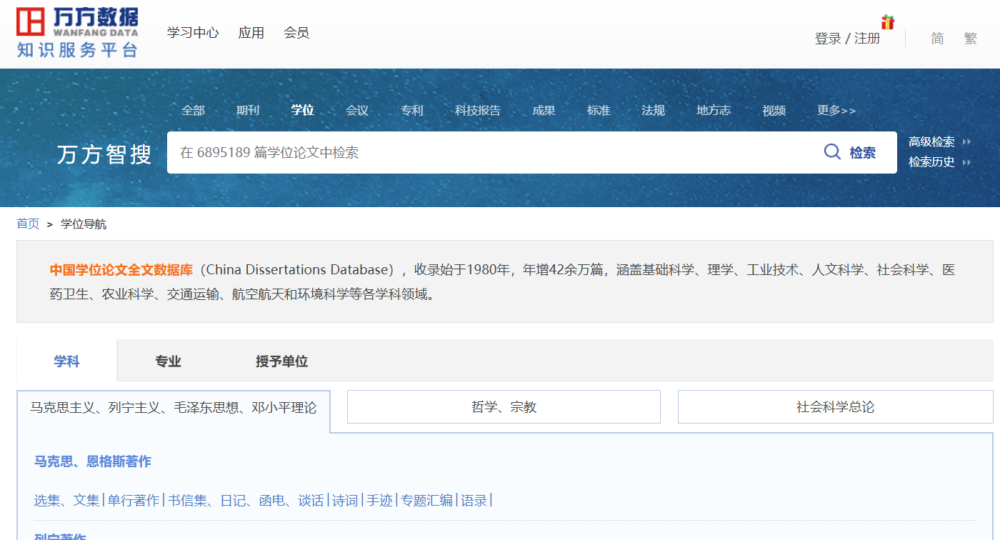 万方数据
WANFANG DATA
知识服务平台
学习中心 应用 会员
登录 / 注册 简 繁
全部 期刊 学位 会议 专利 科技报告 成果 标准 法规 地方志 视频 更多>>
万方智搜
在 6895189 篇学位论文中检索
检索
高级检索
检索历史
首页 > 学位导航
中国学位论文全文数据库（China Dissertations Database），收录始于1980年，年增42余万篇，涵盖基础科学、理学、工业技术、人文科学、社会科学、医
药卫生、农业科学、交通运输、航空航天和环境科学等各学科领域。
学科 专业 授予单位
马克思主义、列宁主义、毛泽东思想、邓小平理论 哲学、宗教 社会科学总论
马克思、恩格斯著作
选集、文集|单行著作|书信集、日记、函电、谈话|诗词|手迹|专题汇编|语录|
列宁著作